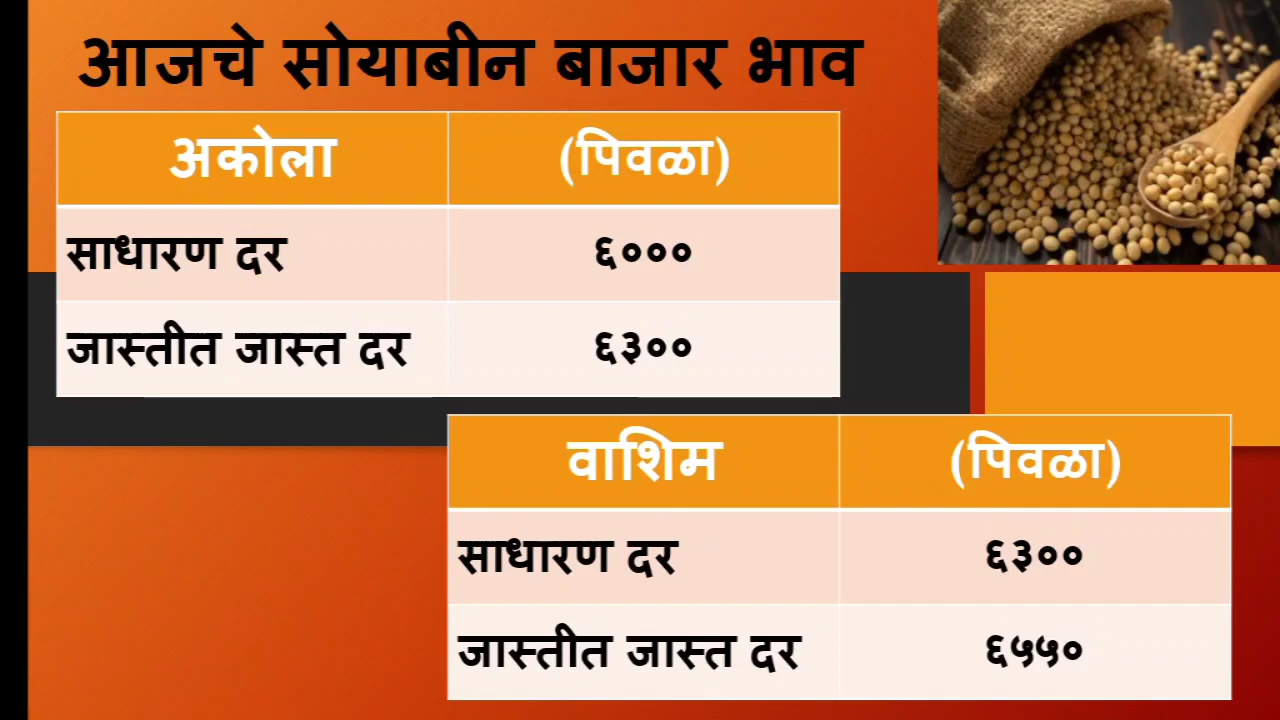 आजचे सोयाबीन बाजार भाव
अकोला (पिवळा)
साधारण दर ६०००
जास्तीत जास्त दर ६३००
वाशिम (पिवळा)
साधारण दर ६३००
जास्तीत जास्त दर ६५५०